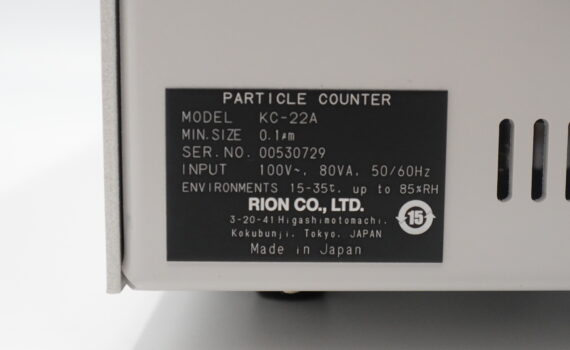 PARTICLE COUNTER
MODEL KC-22A
MIN. SIZE 0.1μm
SER. NO. 00530729
INPUT 100V~, 80VA, 50/60Hz
ENVIRONMENTS 15-35℃, up to 85%RH
RION CO., LTD.
3-20-41 Higashimotomachi,
Kokubunji, Tokyo, JAPAN
15
Made in Japan